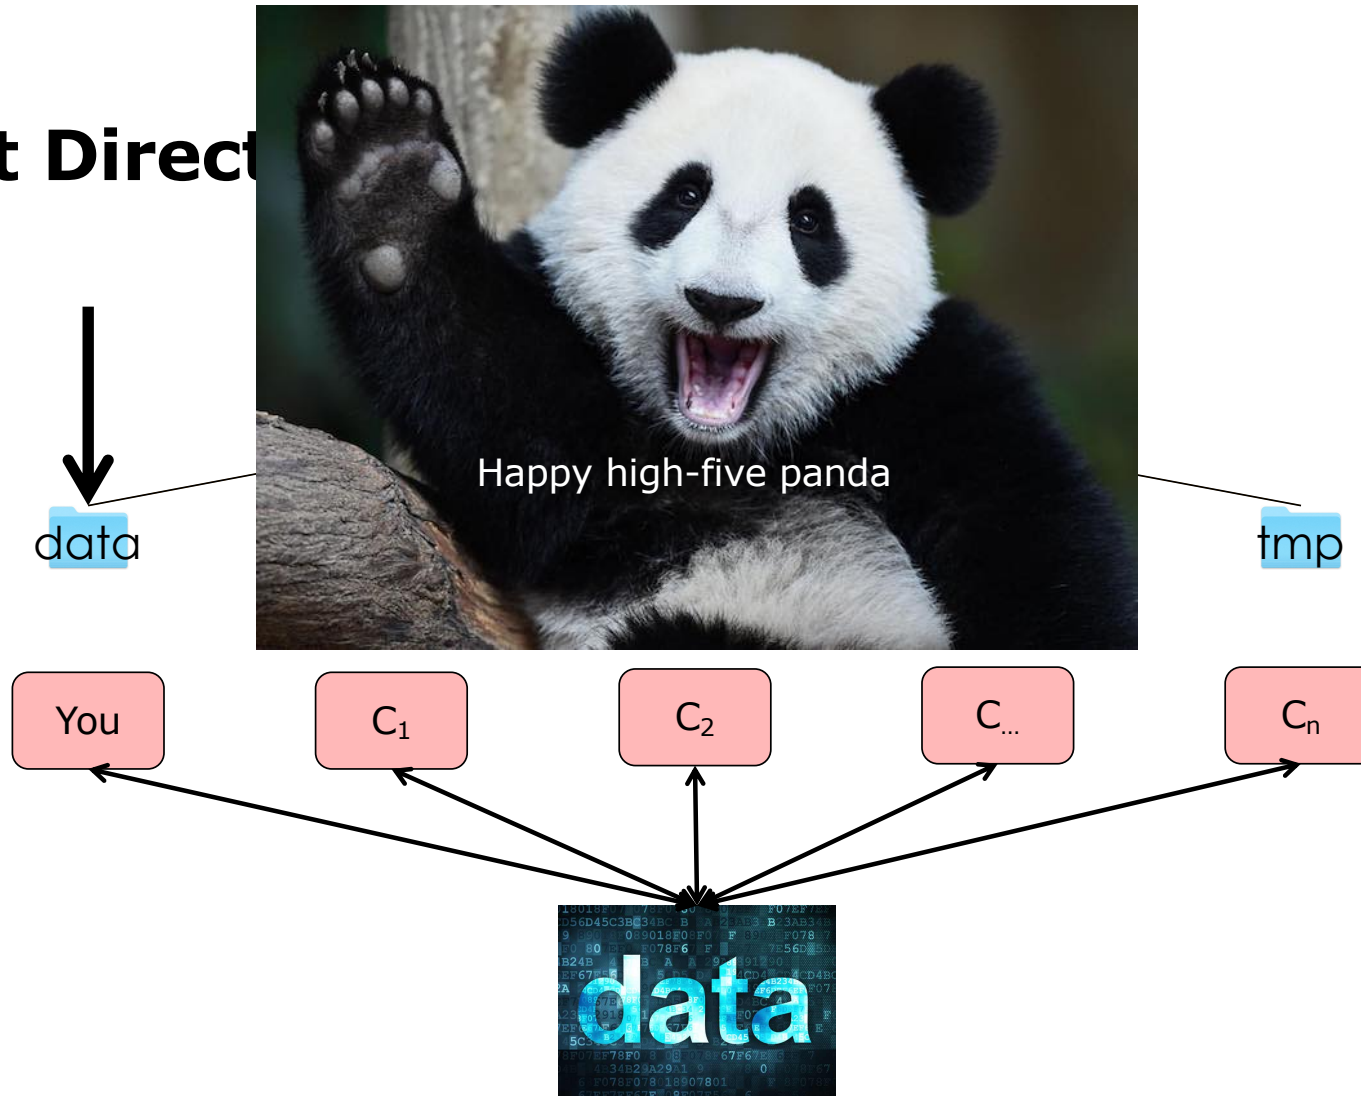 t Direct
Happy high-five panda
data
tmp
You
C₁
C₂
C...
Cₙ
data